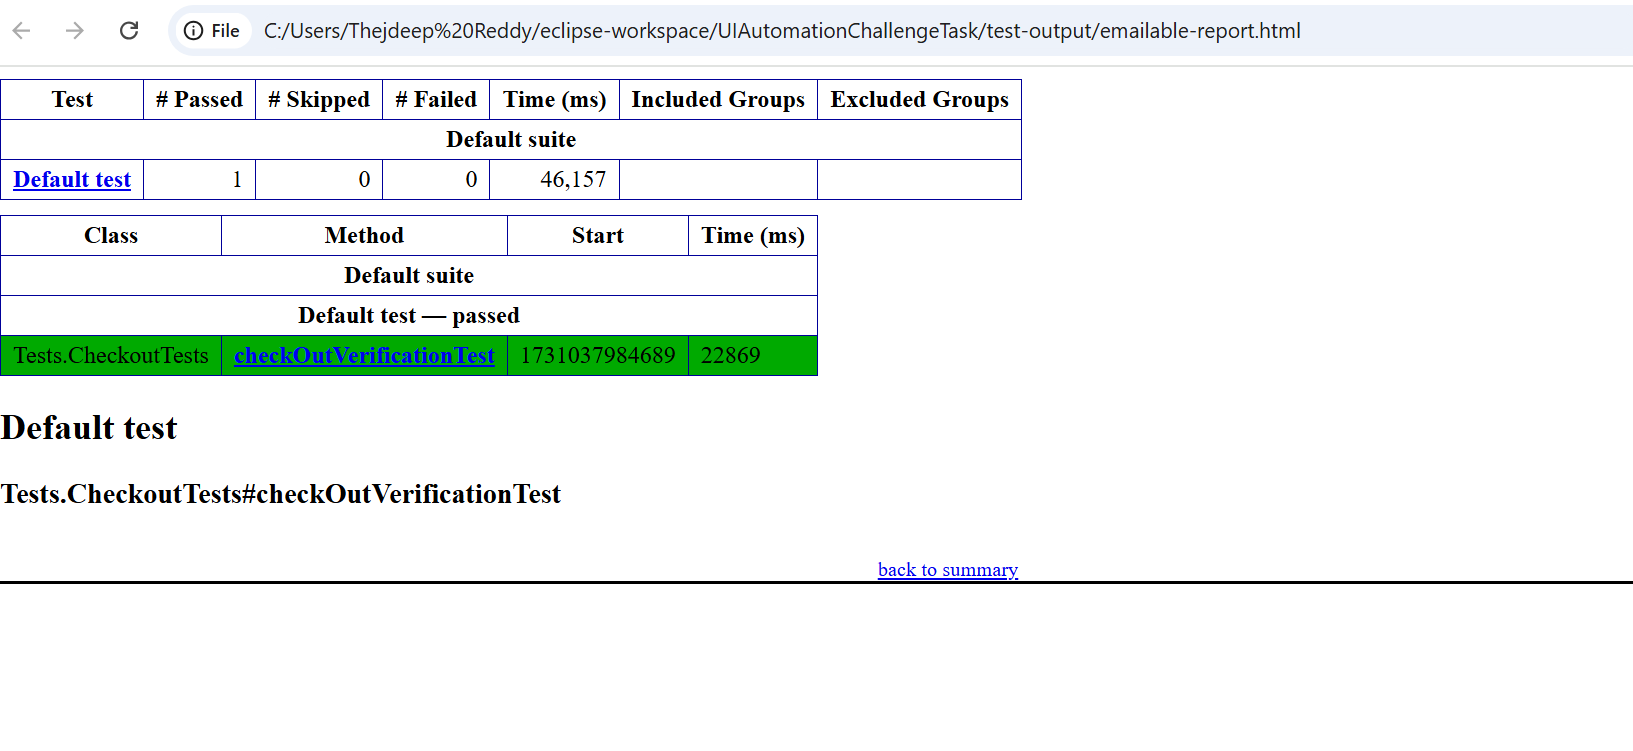 File C:/Users/Thejdeep%20Reddy/eclipse-workspace/UIAutomationChallengeTask/test-output/emailable-report.html
Test # Passed # Skipped # Failed Time (ms) Included Groups Excluded Groups
Default suite
Default test 1 0 0 46,157
Class Method Start Time (ms)
Default suite
Default test — passed
Tests.CheckoutTests checkOutVerificationTest 1731037984689 22869
Default test
Tests.CheckoutTests#checkOutVerificationTest
back to summary